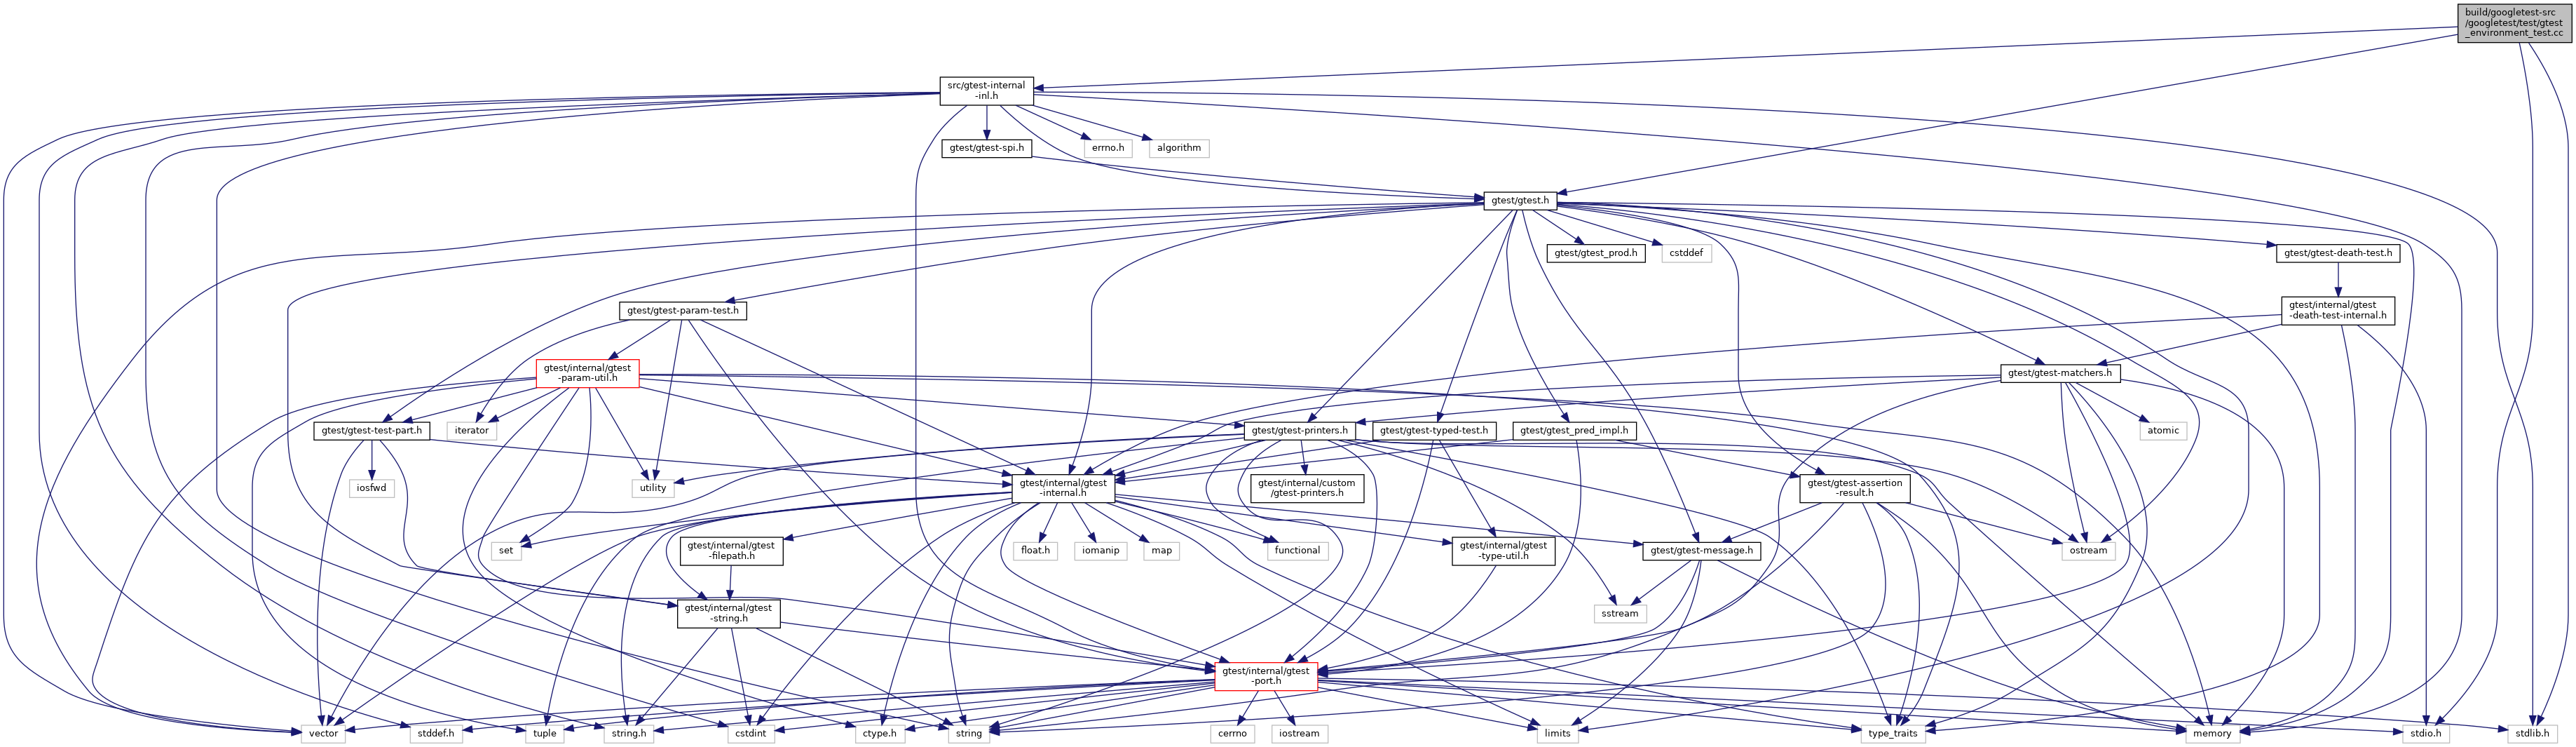 build/googletest-src
/googletest/test/gtest
_environment_test.cc
src/gtest-internal
-inl.h
gtest/gtest-spi.h
errno.h
algorithm
gtest/gtest.h
gtest/gtest_prod.h
cstddef
gtest/gtest-death-test.h
gtest/gtest-param-test.h
gtest/internal/gtest
-death-test-internal.h
gtest/internal/gtest
-param-util.h
gtest/gtest-matchers.h
gtest/gtest-test-part.h
iterator
gtest/gtest-printers.h
gtest/gtest-typed-test.h
gtest/gtest_pred_impl.h
atomic
iosfwd
utility
gtest/internal/gtest
-internal.h
gtest/internal/custom
/gtest-printers.h
gtest/gtest-assertion
-result.h
set
gtest/internal/gtest
-filepath.h
float.h
iomanip
map
functional
gtest/internal/gtest
-type-util.h
gtest/gtest-message.h
ostream
gtest/internal/gtest
-string.h
sstream
gtest/internal/gtest
-port.h
vector
stddef.h
tuple
string.h
cstdint
ctype.h
string
cerrno
iostream
limits
type_traits
memory
stdio.h
stdlib.h